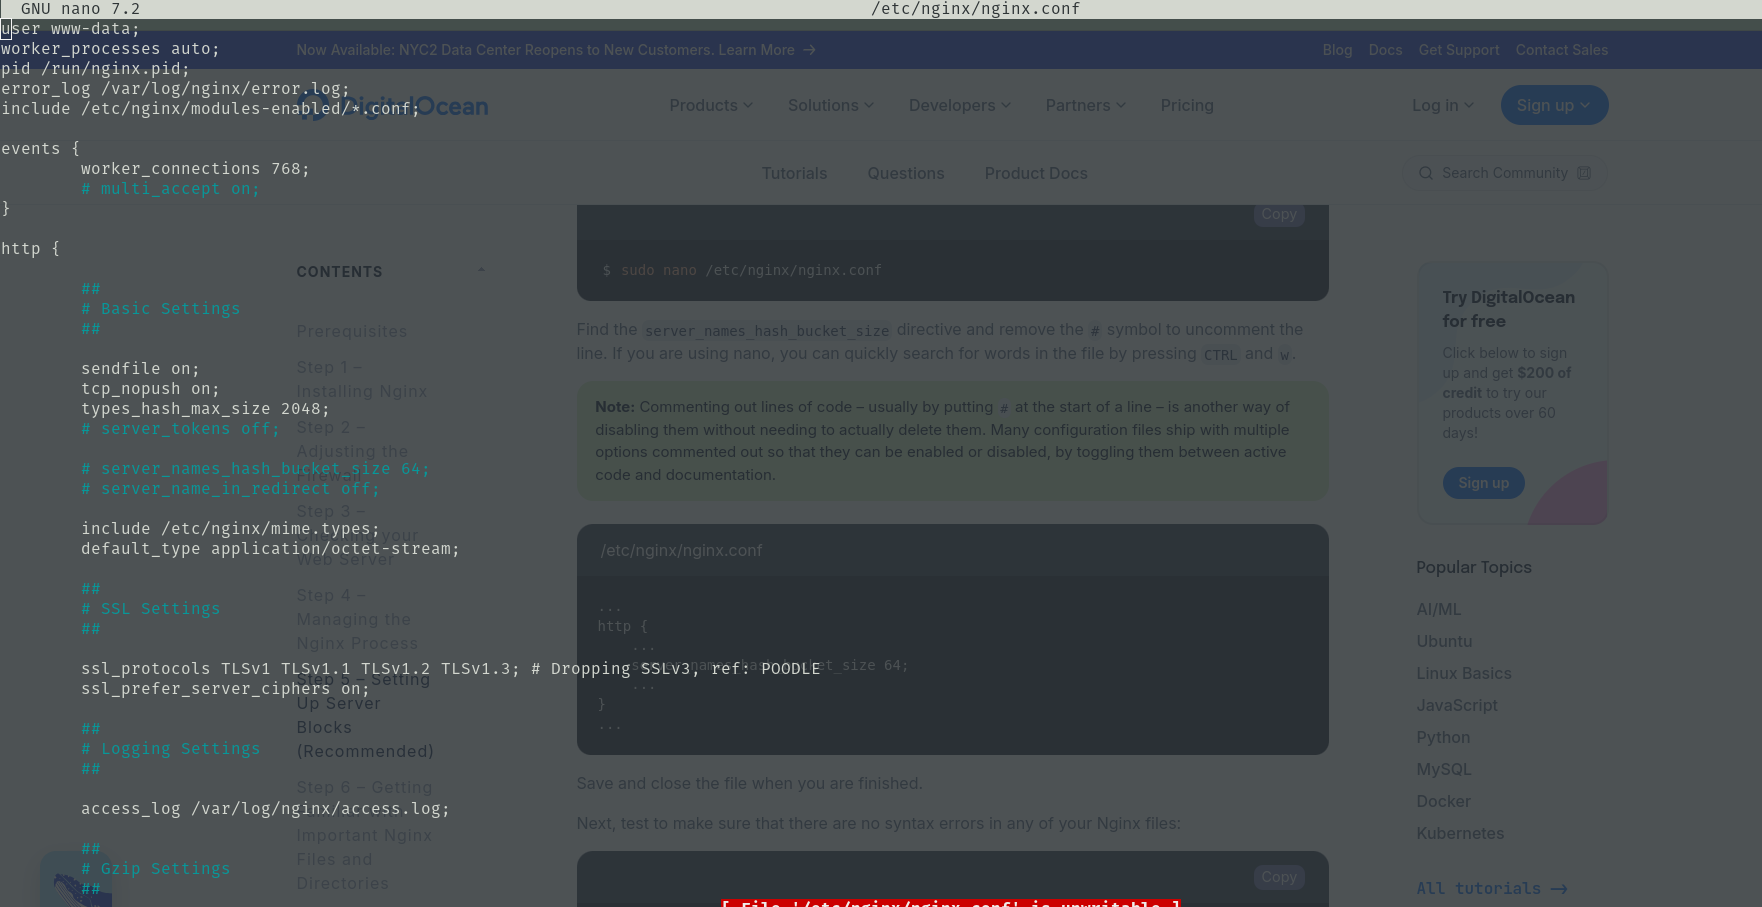 GNU nano 7.2 /etc/nginx/nginx.conf
user www-data;
worker_processes auto;
pid /run/nginx.pid;
error_log /var/log/nginx/error.log;
include /etc/nginx/modules-enabled/*.conf;
events {
worker_connections 768;
# multi_accept on;
}
http {
##
# Basic Settings
##
sendfile on;
tcp_nopush on;
types_hash_max_size 2048;
# server_tokens off;
# server_names_hash_bucket_size 64;
# server_name_in_redirect off;
include /etc/nginx/mime.types;
default_type application/octet-stream;
##
# SSL Settings
##
ssl_protocols TLSv1 TLSv1.1 TLSv1.2 TLSv1.3; # Dropping SSLv3, ref: POODLE
ssl_prefer_server_ciphers on;
##
# Logging Settings
##
access_log /var/log/nginx/access.log;
##
# Gzip Settings
##
[ File '/etc/nginx/nginx.conf' is unwritable ]
Now Available: NYC2 Data Center Reopens to New Customers. Learn More →
Blog Docs Get Support Contact Sales
DigitalOcean
Products Solutions Developers Partners Pricing
Log in Sign up
Tutorials Questions Product Docs
Search Community
CONTENTS
Prerequisites
Step 1 –
Installing Nginx
Step 2 –
Adjusting the
Firewall
Step 3 –
Checking your
Web Server
Step 4 –
Managing the
Nginx Process
Step 5 – Setting
Up Server
Blocks
(Recommended)
Step 6 – Getting
Important Nginx
Files and
Directories
Copy
$ sudo nano /etc/nginx/nginx.conf
Find the server_names_hash_bucket_size directive and remove the # symbol to uncomment the
line. If you are using nano, you can quickly search for words in the file by pressing CTRL and w.
Note: Commenting out lines of code – usually by putting # at the start of a line – is another way of
disabling them without needing to actually delete them. Many configuration files ship with multiple
options commented out so that they can be enabled or disabled, by toggling them between active
code and documentation.
/etc/nginx/nginx.conf
...
http {
...
server_names_hash_bucket_size 64;
...
}
...
Save and close the file when you are finished.
Next, test to make sure that there are no syntax errors in any of your Nginx files:
Copy
Try DigitalOcean
for free
Click below to sign
up and get $200 of
credit to try our
products over 60
days!
Sign up
Popular Topics
AI/ML
Ubuntu
Linux Basics
JavaScript
Python
MySQL
Docker
Kubernetes
All tutorials →